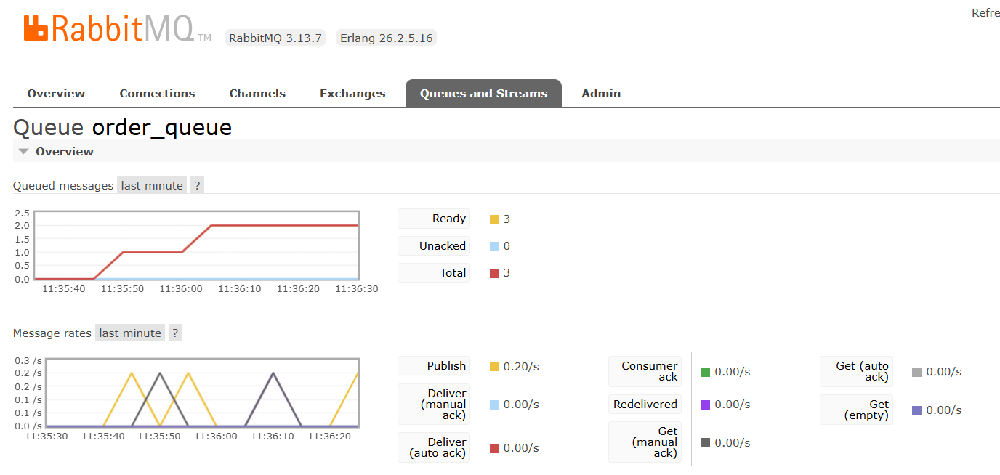 Refre
RabbitMQ TM RabbitMQ 3.13.7 Erlang 26.2.5.16
Overview Connections Channels Exchanges Queues and Streams Admin
Queue order_queue
Overview
Queued messages last minute ?
2.5
2.0
1.5
1.0
0.5
0.0
11:35:40 11:35:50 11:36:00 11:36:10 11:36:20 11:36:30
Ready 3
Unacked 0
Total 3
Message rates last minute ?
0.3 /s
0.2 /s
0.2 /s
0.1 /s
0.1 /s
0.0 /s
11:35:30 11:35:40 11:35:50 11:36:00 11:36:10 11:36:20
Publish 0.20/s
Deliver
(manual 0.00/s
ack)
Deliver
(auto ack) 0.00/s
Consumer
ack 0.00/s
Redelivered 0.00/s
Get
(manual 0.00/s
ack)
Get (auto
ack) 0.00/s
Get
(empty) 0.00/s